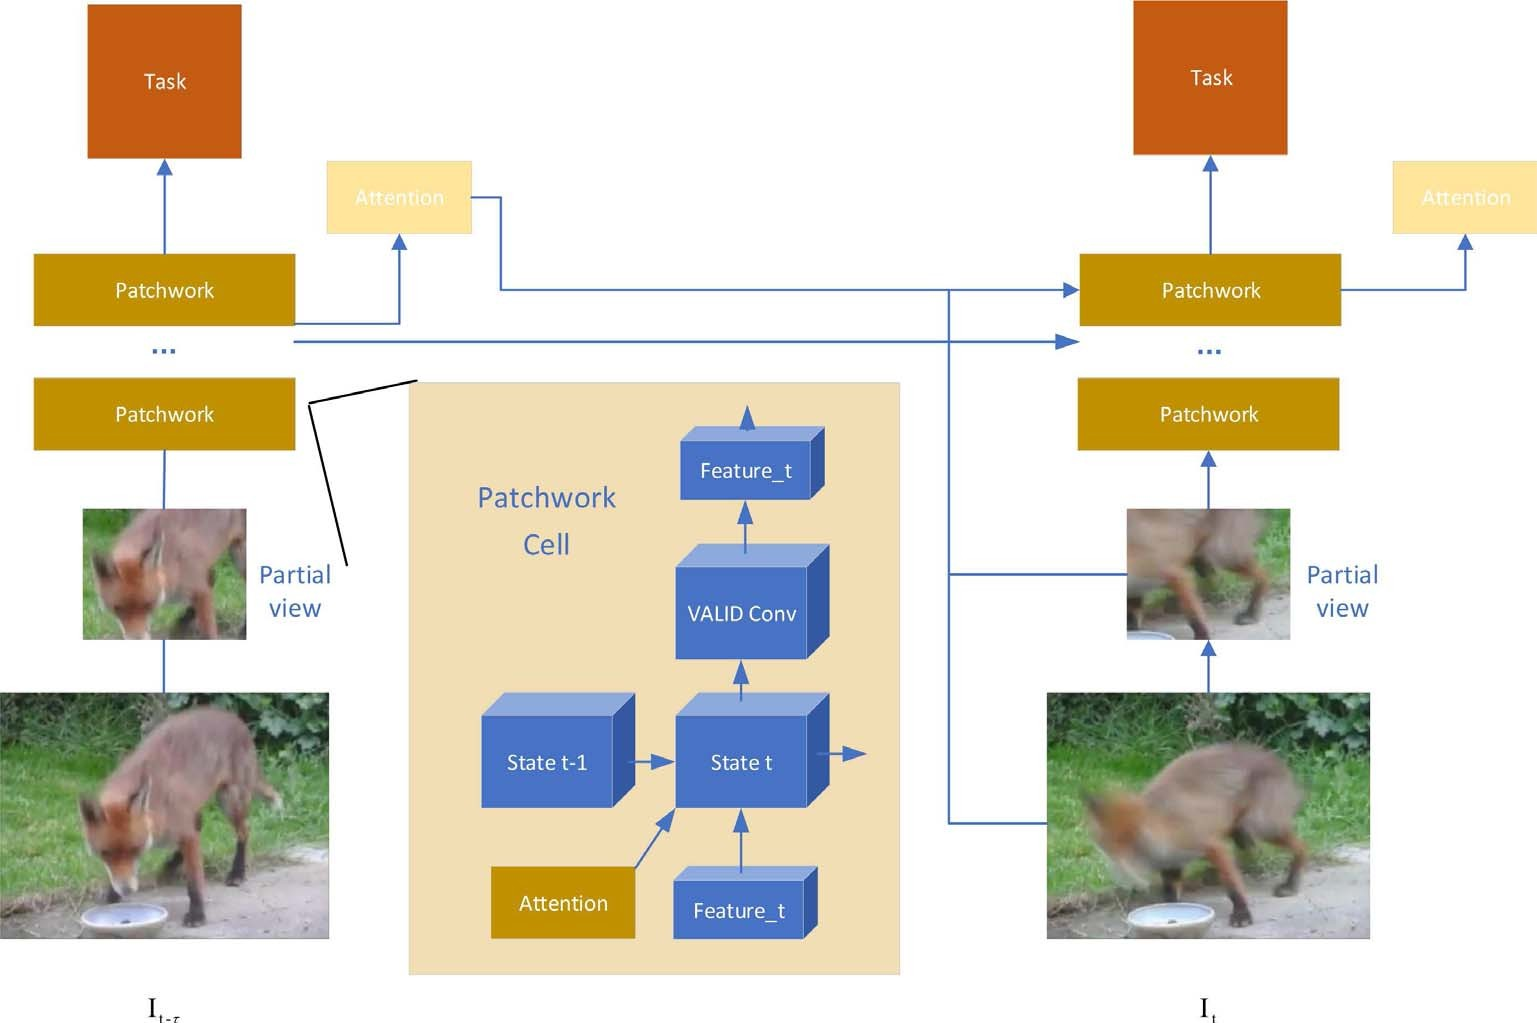 Task
Attention
Patchwork
...
Patchwork
Partial
view
I t-τ
Patchwork
Cell
Feature_t
VALID Conv
State t-1
State t
Attention
Feature_t
Task
Attention
Patchwork
...
Patchwork
Partial
view
I t